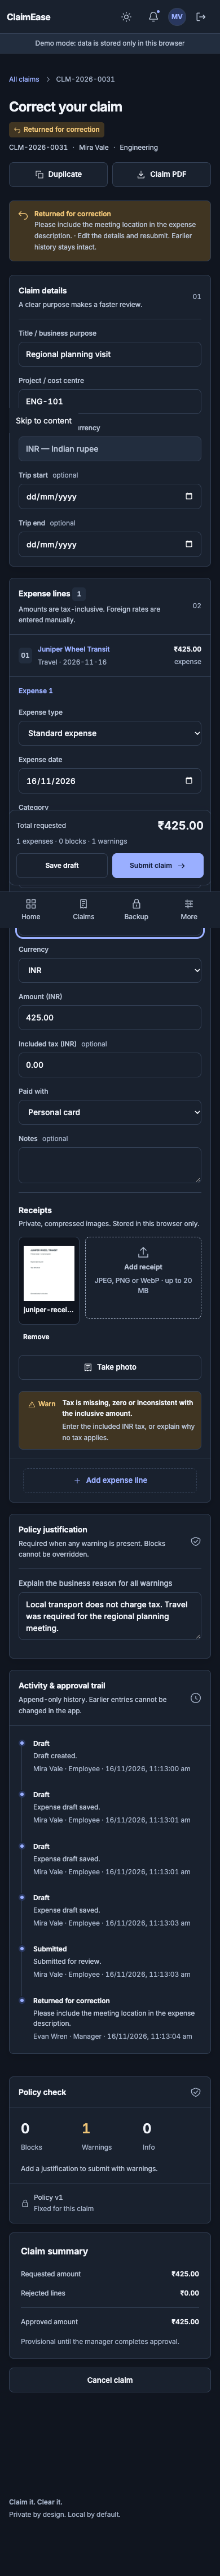 ClaimEase
MV
Demo ease: data is stored only in this browser
All claims > CLM-2026-0031
Correct your claim
Returned for correction
CLM-2026-0031 · Mira Vale · Engineering
Duplicate
Claim PDF
Returned for correction
Please include the meeting location in the expense
description. · Edit the details and resubmit. Earlier
history stays intact.
Claim details
A clear purpose makes a faster review.
01
Title / business purpose
Regional planning visit
Project / cost centre
ENG-101
Skip to content
rrency
INR — Indian rupee
Trip start optional
dd/mm/yyyy
Trip end optional
dd/mm/yyyy
Expense lines 1
Amounts are tax-inclusive. Foreign rates are
entered manually.
02
01
Juniper Wheel Transit
₹425.00
Travel · 2026-11-16
expense
Expense 1
Expense type
Standard expense
Expense date
16/11/2026
Category
Total requested
₹425.00
1 expenses · 0 blocks · 1 warnings
Save draft
Submit claim →
Home
Claims
Backup
More
Currency
INR
Amount (INR)
425.00
Included tax (INR) optional
0.00
Paid with
Personal card
Notes optional
Receipts
Private, compressed images. Stored in this browser only.
juniper-recei...
Remove
Add receipt
JPEG, PNG or WebP · up to 20
MB
Take photo
Warn
Tax is missing, zero or inconsistent with
the inclusive amount.
Enter the included INR tax, or explain why
no tax applies.
+ Add expense line
Policy justification
Required when any warning is present. Blocks
cannot be overridden.
Explain the business reason for all warnings
Local transport does not charge tax. Travel
was required for the regional planning
meeting.
Activity & approval trail
Append-only history. Earlier entries cannot be
changed in the app.
Draft
Draft created.
Mira Vale · Employee · 16/11/2026, 11:13:00 am
Draft
Expense draft saved.
Mira Vale · Employee · 16/11/2026, 11:13:01 am
Draft
Expense draft saved.
Mira Vale · Employee · 16/11/2026, 11:13:01 am
Draft
Expense draft saved.
Mira Vale · Employee · 16/11/2026, 11:13:03 am
Submitted
Submitted for review.
Mira Vale · Employee · 16/11/2026, 11:13:03 am
Returned for correction
Please include the meeting location in the expense
description.
Evan Wren · Manager · 16/11/2026, 11:13:04 am
Policy check
0
1
0
Blocks
Warnings
Info
Add a justification to submit with warnings.
Policy v1
Fixed for this claim
Claim summary
Requested amount
₹425.00
Rejected lines
₹0.00
Approved amount
₹425.00
Provisional until the manager completes approval.
Cancel claim
Claim it. Clear it.
Private by design. Local by default.